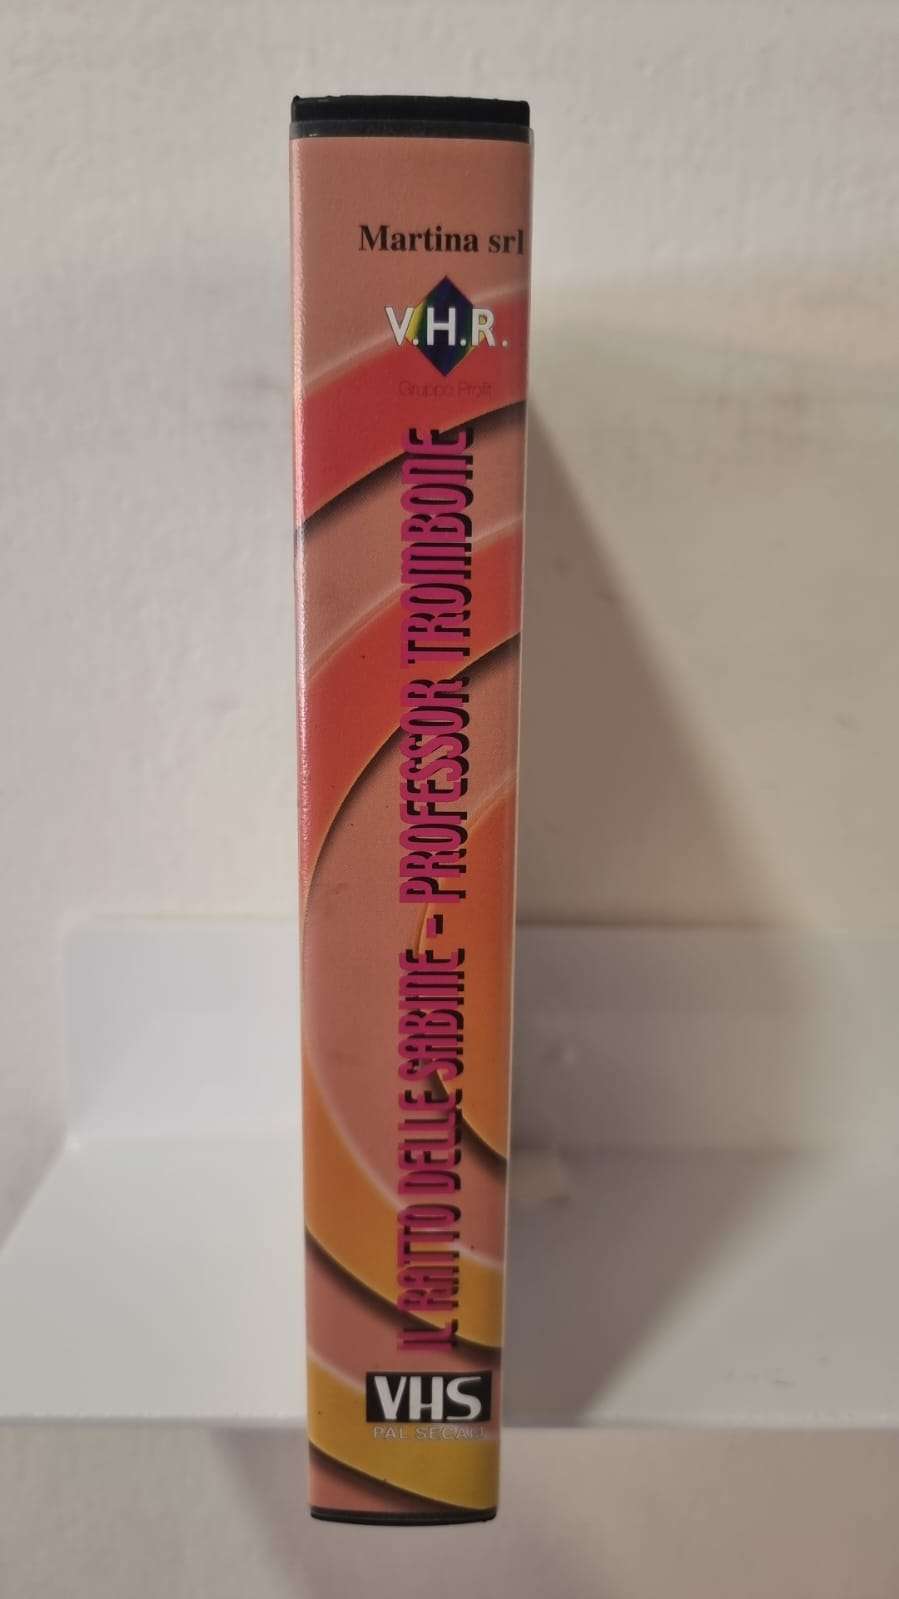 Martina srl
V.H.R.
Gruppo Profit
IL RATTO DELLE SABINE - PROFESSOR TROMBONE
VHS
PAL SECAM